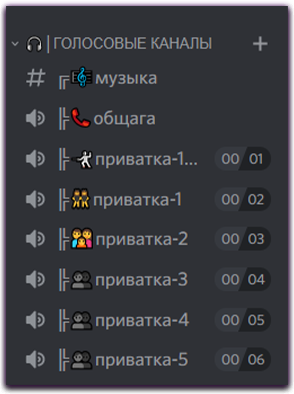 🎧 | ГОЛОСОВЫЕ КАНАЛЫ +
# ╔🎼музыка
╠📞общага
╠🕺приватка-1... 00 01
╠👯приватка-1 00 02
╠👨‍👩‍👦приватка-2 00 03
╠👥приватка-3 00 04
╠👥приватка-4 00 05
╠👥приватка-5 00 06